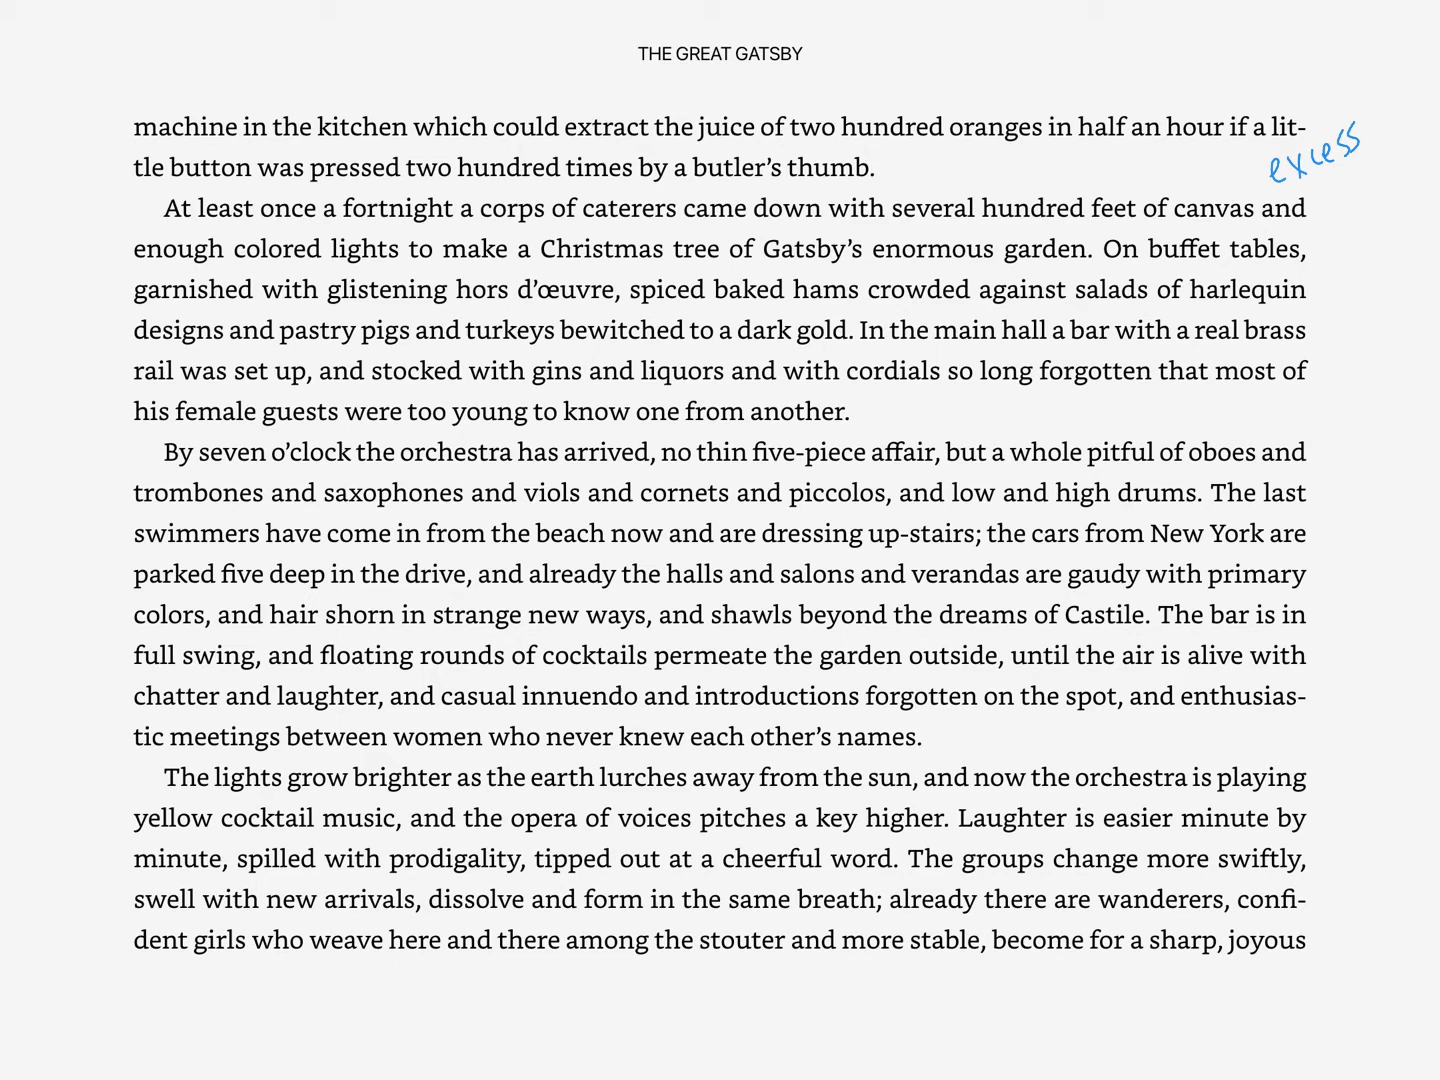 THE GREAT GATSBY
machine in the kitchen which could extract the juice of two hundred oranges in half an hour if a lit-
excess
tle button was pressed two hundred times by a butler’s thumb.
At least once a fortnight a corps of caterers came down with several hundred feet of canvas and
enough colored lights to make a Christmas tree of Gatsby’s enormous garden. On buffet tables,
garnished with glistening hors d’œuvre, spiced baked hams crowded against salads of harlequin
designs and pastry pigs and turkeys bewitched to a dark gold. In the main hall a bar with a real brass
rail was set up, and stocked with gins and liquors and with cordials so long forgotten that most of
his female guests were too young to know one from another.
By seven o’clock the orchestra has arrived, no thin five-piece affair, but a whole pitful of oboes and
trombones and saxophones and viols and cornets and piccolos, and low and high drums. The last
swimmers have come in from the beach now and are dressing up-stairs; the cars from New York are
parked five deep in the drive, and already the halls and salons and verandas are gaudy with primary
colors, and hair shorn in strange new ways, and shawls beyond the dreams of Castile. The bar is in
full swing, and floating rounds of cocktails permeate the garden outside, until the air is alive with
chatter and laughter, and casual innuendo and introductions forgotten on the spot, and enthusias-
tic meetings between women who never knew each other’s names.
The lights grow brighter as the earth lurches away from the sun, and now the orchestra is playing
yellow cocktail music, and the opera of voices pitches a key higher. Laughter is easier minute by
minute, spilled with prodigality, tipped out at a cheerful word. The groups change more swiftly,
swell with new arrivals, dissolve and form in the same breath; already there are wanderers, confi-
dent girls who weave here and there among the stouter and more stable, become for a sharp, joyous